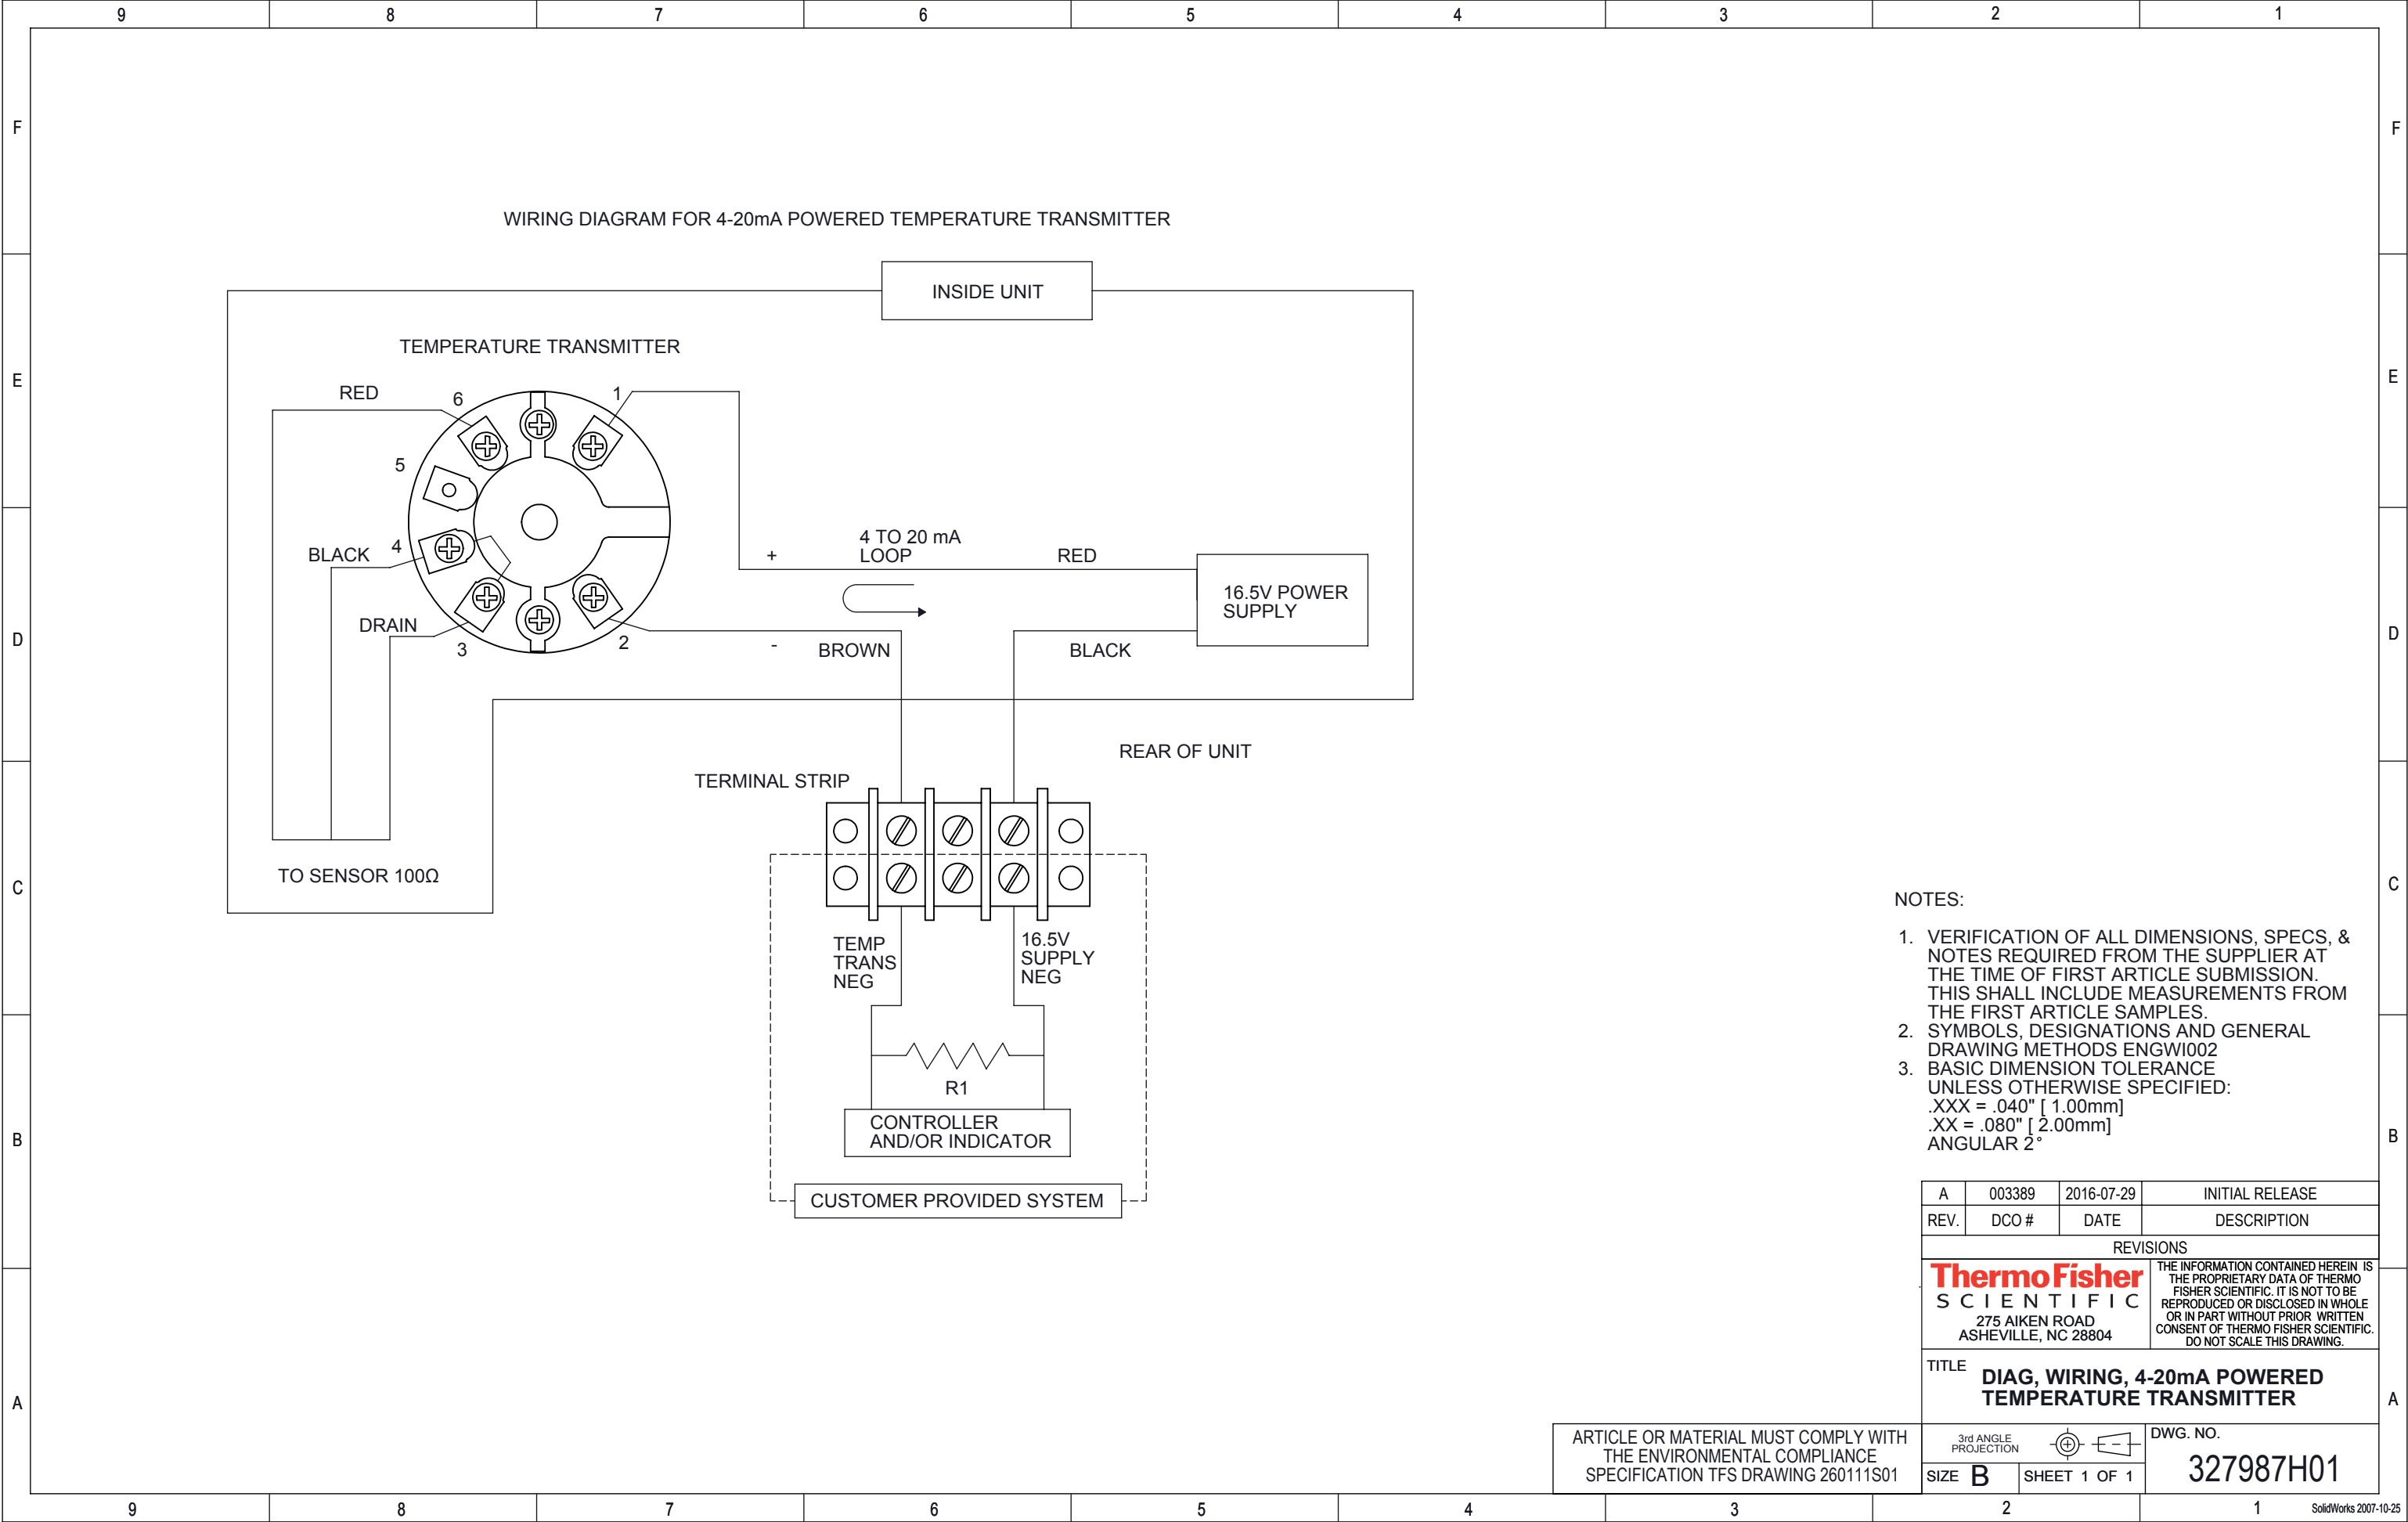 9 8 7 6 5 4 3 2 1
F F
WIRING DIAGRAM FOR 4-20mA POWERED TEMPERATURE TRANSMITTER
INSIDE UNIT
TEMPERATURE TRANSMITTER
E E
RED
6
1
5
4 TO 20 mA
LOOP
BLACK
4
+
RED
16.5V POWER
SUPPLY
DRAIN
3
2
-
BROWN
BLACK
D D
REAR OF UNIT
TERMINAL STRIP
TO SENSOR 100Ω
C C
TEMP
TRANS
NEG
16.5V
SUPPLY
NEG
R1
CONTROLLER
AND/OR INDICATOR
CUSTOMER PROVIDED SYSTEM
B B
NOTES:
1. VERIFICATION OF ALL DIMENSIONS, SPECS, &
NOTES REQUIRED FROM THE SUPPLIER AT
THE TIME OF FIRST ARTICLE SUBMISSION.
THIS SHALL INCLUDE MEASUREMENTS FROM
THE FIRST ARTICLE SAMPLES.
2. SYMBOLS, DESIGNATIONS AND GENERAL
DRAWING METHODS ENGWI002
3. BASIC DIMENSION TOLERANCE
UNLESS OTHERWISE SPECIFIED:
.XXX = .040" [ 1.00mm]
.XX = .080" [ 2.00mm]
ANGULAR 2°
A 003389 2016-07-29 INITIAL RELEASE
REV. DCO # DATE DESCRIPTION
REVISIONS
ThermoFisher
SCIENTIFIC
275 AIKEN ROAD
ASHEVILLE, NC 28804
THE INFORMATION CONTAINED HEREIN IS
THE PROPRIETARY DATA OF THERMO
FISHER SCIENTIFIC. IT IS NOT TO BE
REPRODUCED OR DISCLOSED IN WHOLE
OR IN PART WITHOUT PRIOR WRITTEN
CONSENT OF THERMO FISHER SCIENTIFIC.
DO NOT SCALE THIS DRAWING.
TITLE
DIAG, WIRING, 4-20mA POWERED
TEMPERATURE TRANSMITTER
A A
ARTICLE OR MATERIAL MUST COMPLY WITH
THE ENVIRONMENTAL COMPLIANCE
SPECIFICATION TFS DRAWING 260111S01
3rd ANGLE
PROJECTION
DWG. NO.
327987H01
SIZE B
SHEET 1 OF 1
9 8 7 6 5 4 3 2 1
SolidWorks 2007-10-25